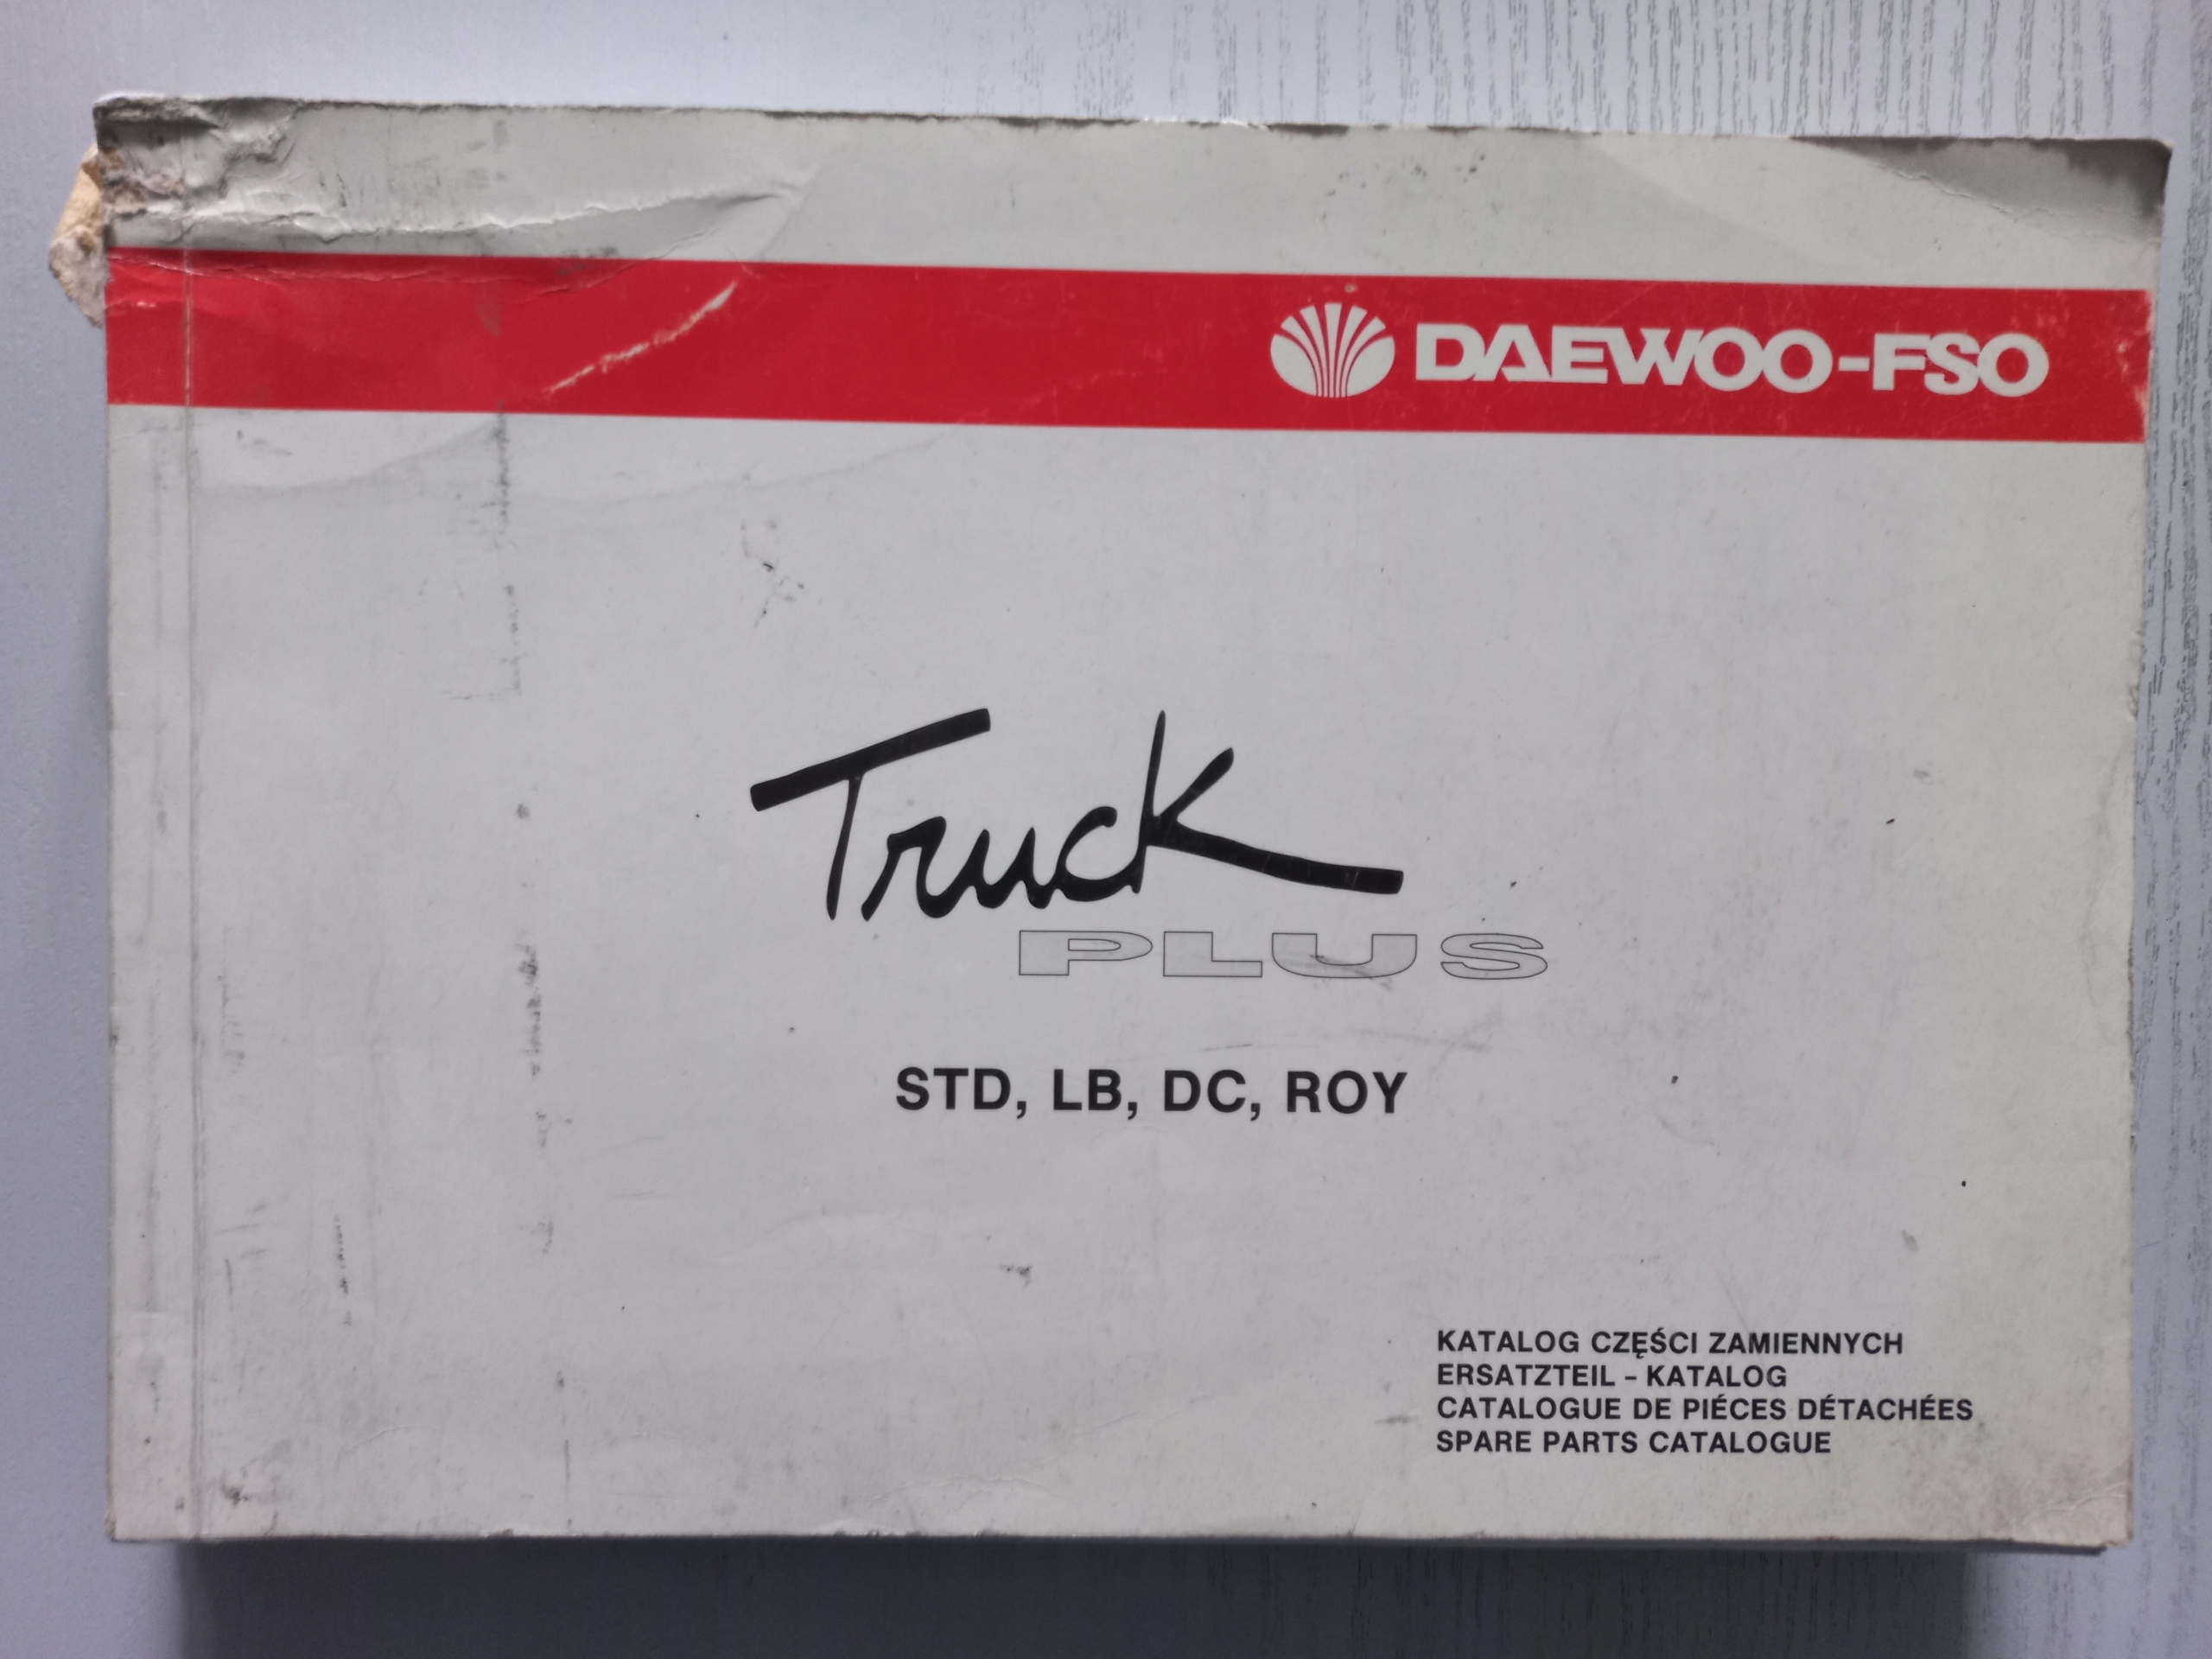 DAEWOO-FSO
Truck
PLUS
STD, LB, DC, ROY
KATALOG CZĘŚCI ZAMIENNYCH
ERSATZTEIL – KATALOG
CATALOGUE DE PIÉCES DÉTACHÉES
SPARE PARTS CATALOGUE